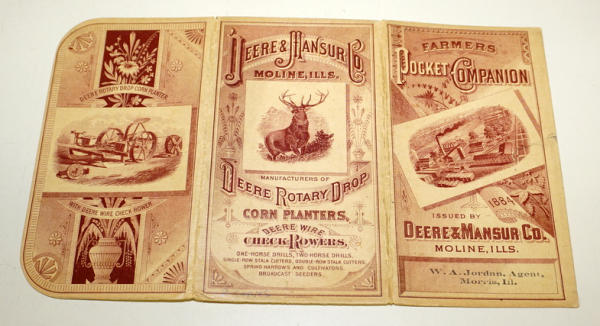 DEERE ROTARY DROP CORN PLANTER
WITH DEERE WIRE CHECK ROWER
DEERE & MANSUR CO.
MOLINE, ILLS.
MANUFACTURERS OF
DEERE ROTARY DROP
CORN PLANTERS,
DEERE WIRE
CHECK ROWERS,
ONE-HORSE DRILLS, TWO-HORSE DRILLS,
SINGLE-ROW STALK CUTTERS, DOUBLE-ROW STALK CUTTERS
SPRING HARROWS AND CULTIVATORS,
BROADCAST SEEDERS.
FARMERS
POCKET COMPANION
1884
ISSUED BY
DEERE & MANSUR CO.
MOLINE, ILLS.
W. A. Jordan, Agent,
Morris, Ill.